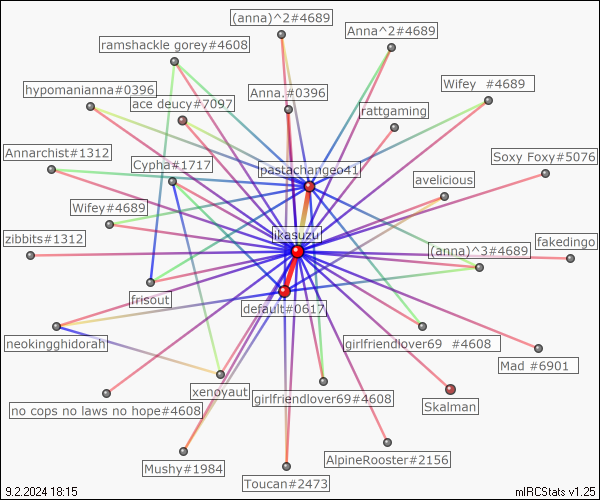 (anna)^2#4689
Anna^2#4689
ramshackle gorey#4608
hypomanianna#0396
Anna.#0396
Wifey #4689
ace deucy#7097
rattgaming
Annarchist#1312
Cypha#1717
pastachangeo41
Soxy Foxy#5076
avelicious
Wifey#4689
zibbits#1312
ikasuzu
(anna)^3#4689
fakedingo
frisout
default#0617
neokingghidorah
girlfriendlover69 #4608
Mad #6901
xenoyaut
girlfriendlover69#4608
no cops no laws no hope#4608
Skalman
Mushy#1984
AlpineRooster#2156
Toucan#2473
9.2.2024 18:15
mIRCStats v1.25